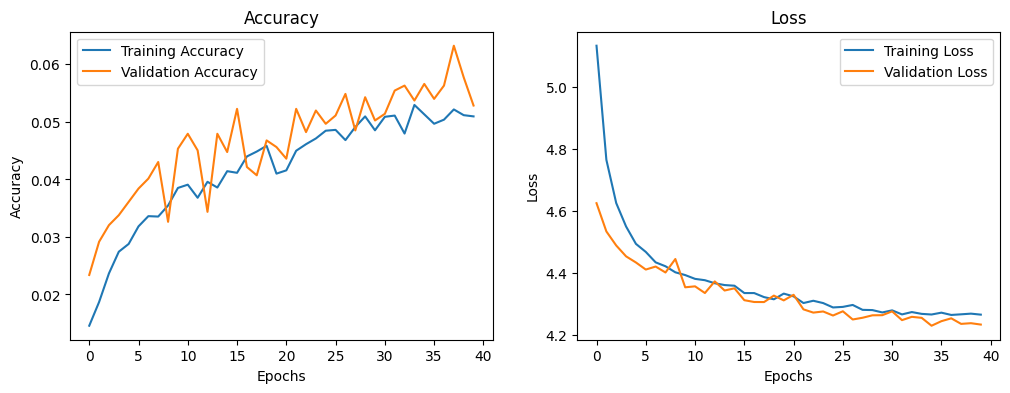 Accuracy
Training Accuracy
Validation Accuracy
0.06
0.05
0.04
0.03
0.02
Accuracy
0 5 10 15 20 25 30 35 40
Epochs
Loss
Training Loss
Validation Loss
5.0
4.8
4.6
4.4
4.2
Loss
0 5 10 15 20 25 30 35 40
Epochs